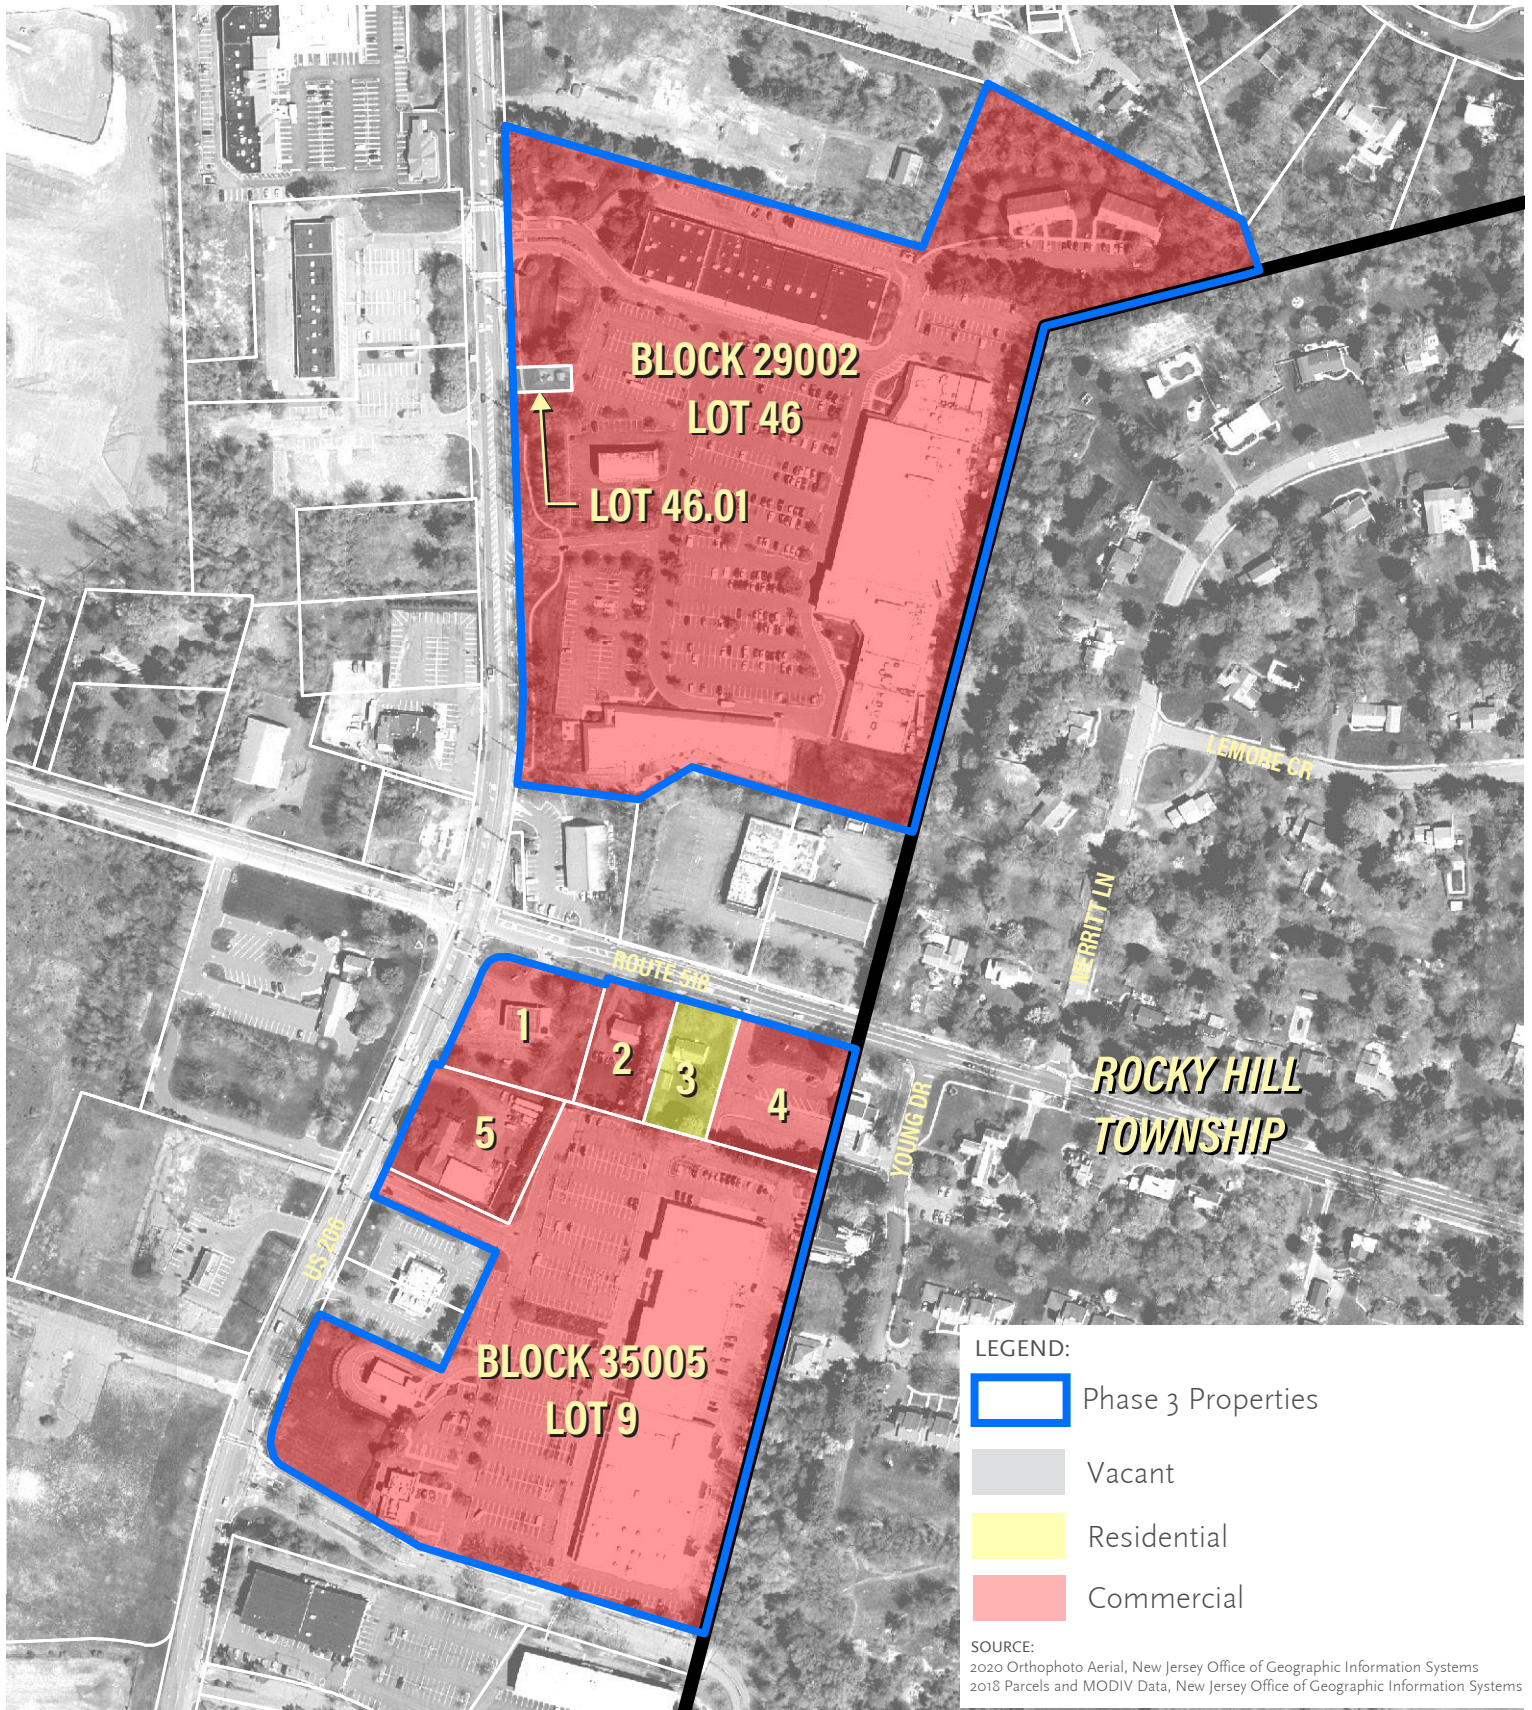 BLOCK 29002
LOT 46
LOT 46.01
LEMORE CR
MERRITT LN
ROUTE 518
1
2
3
4
5
YOUNG DR
ROCKY HILL
TOWNSHIP
US 206
BLOCK 35005
LOT 9
LEGEND:
Phase 3 Properties
Vacant
Residential
Commercial
SOURCE:
2020 Orthophoto Aerial, New Jersey Office of Geographic Information Systems
2018 Parcels and MODIV Data, New Jersey Office of Geographic Information Systems